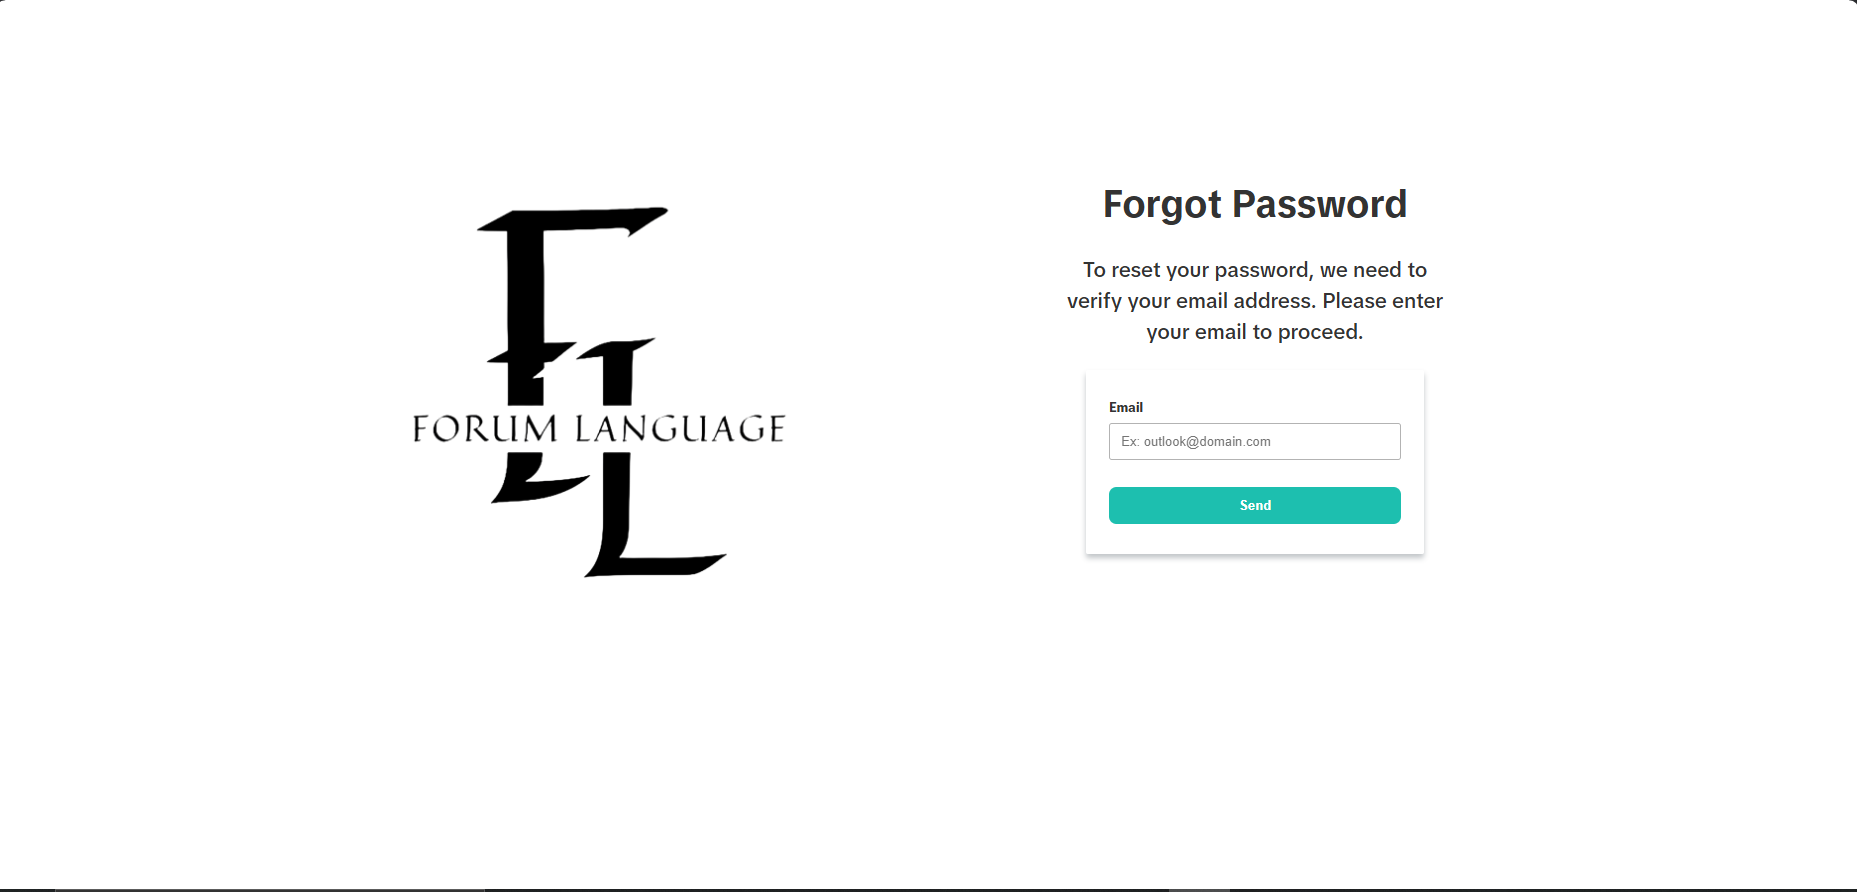 FL
FORUM LANGUAGE
Forgot Password
To reset your password, we need to
verify your email address. Please enter
your email to proceed.
Email
Ex: outlook@domain.com
Send